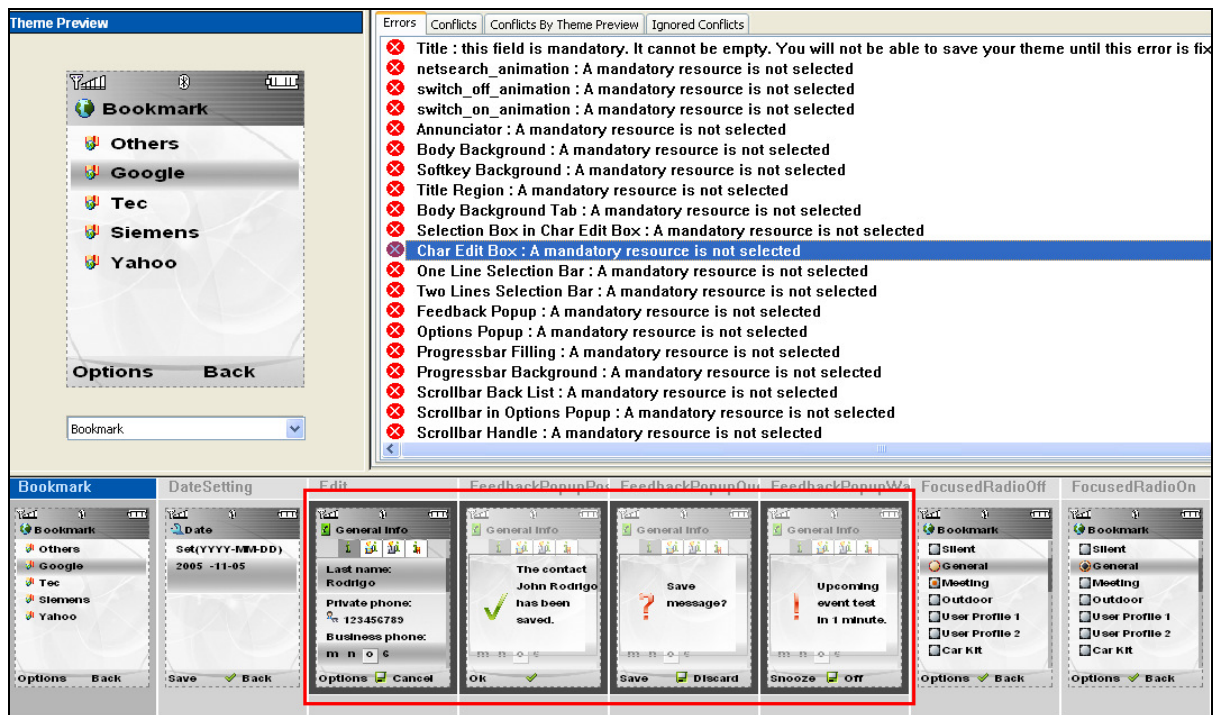 Theme Preview
Bookmark
Others
Google
Tec
Siemens
Yahoo
Options Back
Bookmark
Errors Conflicts Conflicts By Theme Preview Ignored Conflicts
Title : this field is mandatory. It cannot be empty. You will not be able to save your theme until this error is fix
netsearch_animation : A mandatory resource is not selected
switch_off_animation : A mandatory resource is not selected
switch_on_animation : A mandatory resource is not selected
Annunciator : A mandatory resource is not selected
Body Background : A mandatory resource is not selected
Softkey Background : A mandatory resource is not selected
Title Region : A mandatory resource is not selected
Body Background Tab : A mandatory resource is not selected
Selection Box in Char Edit Box : A mandatory resource is not selected
Char Edit Box : A mandatory resource is not selected
One Line Selection Bar : A mandatory resource is not selected
Two Lines Selection Bar : A mandatory resource is not selected
Feedback Popup : A mandatory resource is not selected
Options Popup : A mandatory resource is not selected
Progressbar Filling : A mandatory resource is not selected
Progressbar Background : A mandatory resource is not selected
Scrollbar Back List : A mandatory resource is not selected
Scrollbar in Options Popup : A mandatory resource is not selected
Scrollbar Handle : A mandatory resource is not selected
Bookmark
Bookmark
Others
Google
Tec
Siemens
Yahoo
Options Back
DateSetting
Date
Set(YYYY-MM-DD)
2005 -11-05
Save Back
Edit
General Info
Last name:
Rodrigo
Private phone:
123456789
Business phone:
m n o 6
Options Cancel
FeedbackPopupPos
General Info
The contact
John Rodrigo
has been
saved.
m n o 6
Ok
FeedbackPopupQu
General Info
Save
message?
m n o 6
Save Discard
FeedbackPopupWa
General Info
Upcoming
event test
in 1 minute.
m n o 6
Snooze Off
FocusedRadioOff
Bookmark
Silent
General
Meeting
Outdoor
User Profile 1
User Profile 2
Car Kit
Options Back
FocusedRadioOn
Bookmark
Silent
General
Meeting
Outdoor
User Profile 1
User Profile 2
Car Kit
Options Back